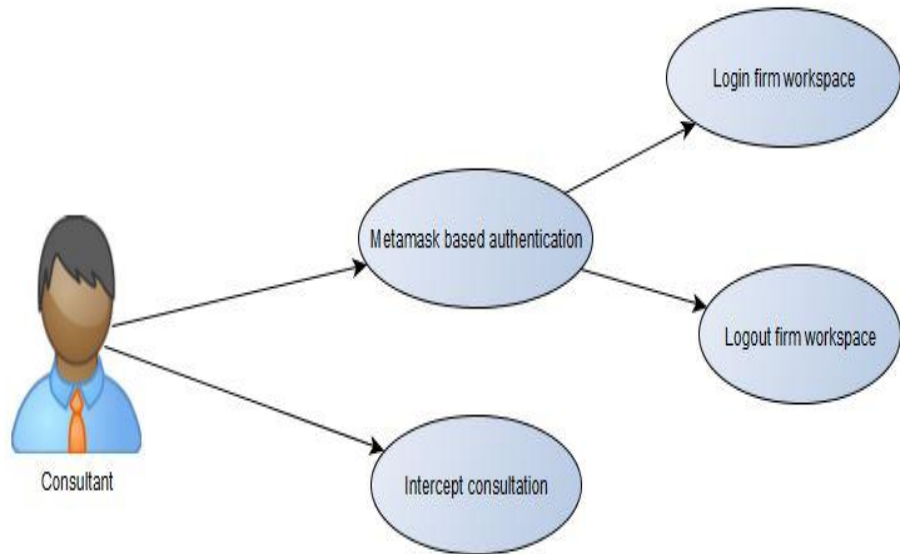 Login firm workspace
Metamask based authentication
Logout firm workspace
Consultant
Intercept consultation